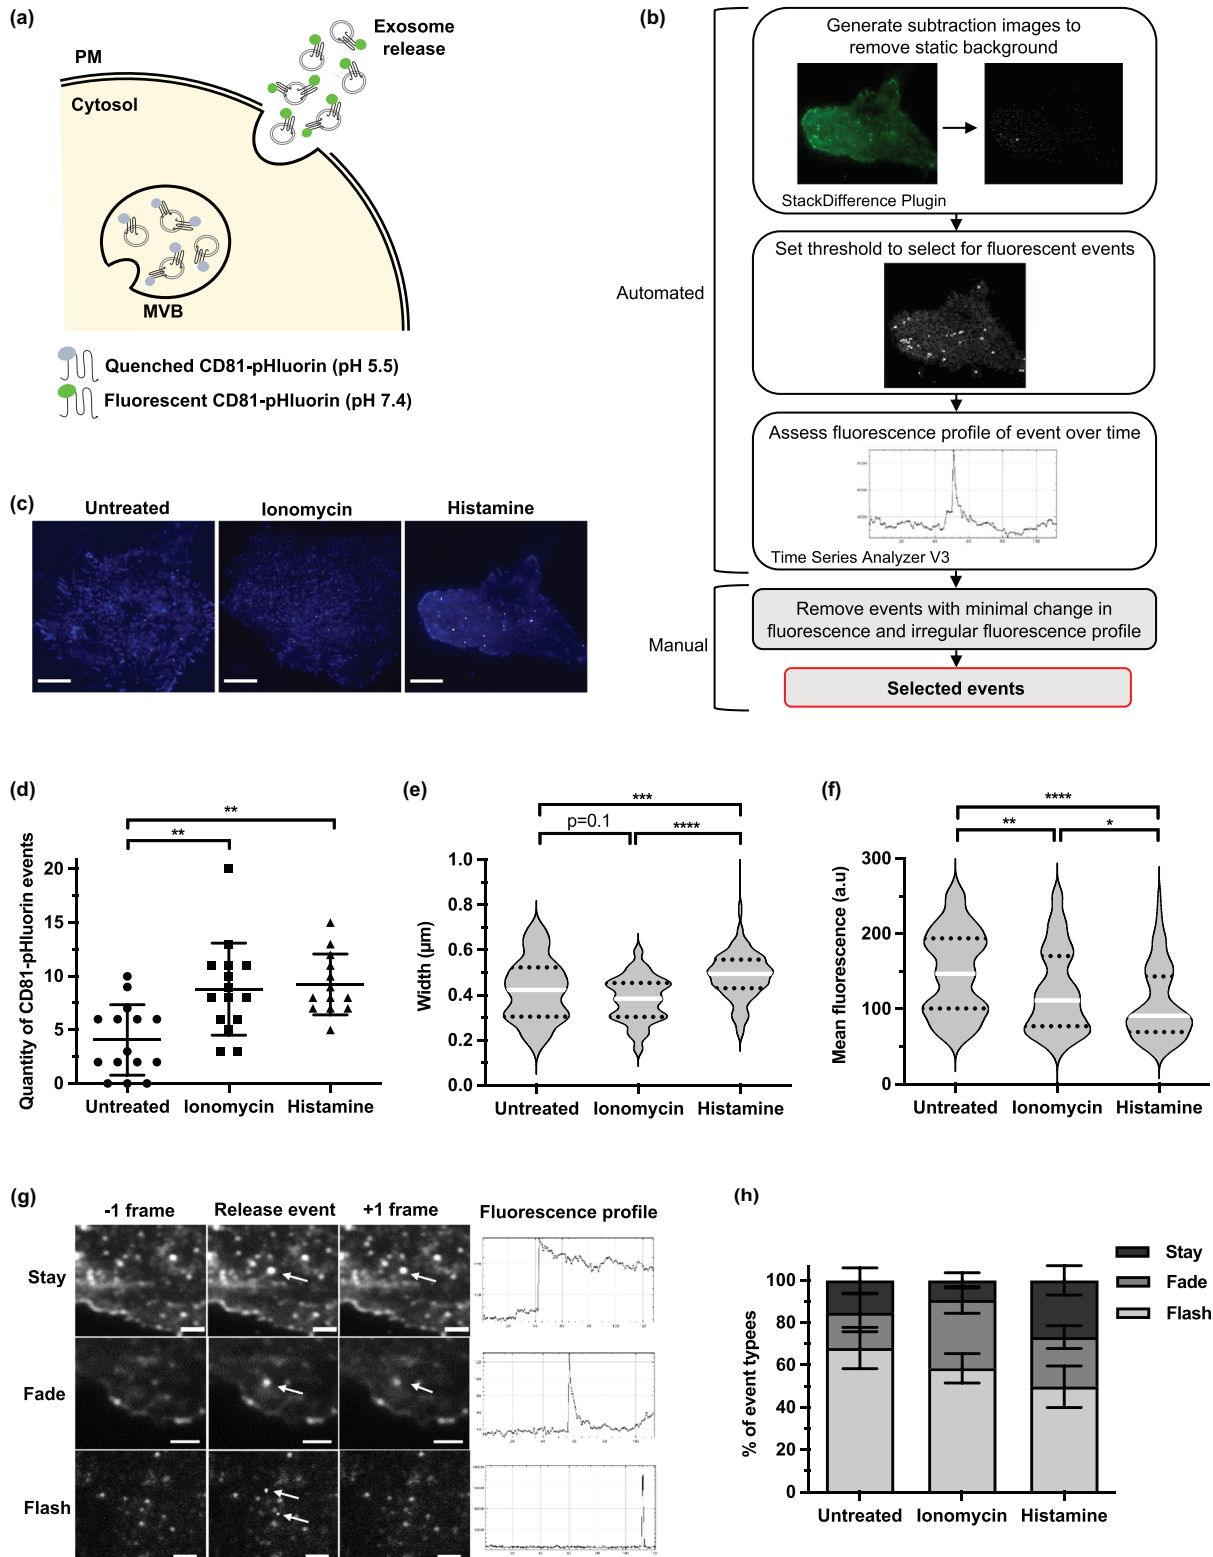 (a)
Exosome
release
PM
Cytosol
MVB
Quenched CD81-pHluorin (pH 5.5)
Fluorescent CD81-pHluorin (pH 7.4)
(b)
Generate subtraction images to
remove static background
StackDifference Plugin
Set threshold to select for fluorescent events
Automated
Assess fluorescence profile of event over time
Time Series Analyzer V3
Manual
Remove events with minimal change in
fluorescence and irregular fluorescence profile
Selected events
(c)
Untreated
Ionomycin
Histamine
(d)
**
**
Quantity of CD81-pHluorin events
20
15
10
5
0
Untreated
Ionomycin
Histamine
(e)
***
p=0.1
****
Width (µm)
1.0
0.8
0.6
0.4
0.2
0.0
Untreated
Ionomycin
Histamine
(f)
****
**
*
Mean fluorescence (a.u)
300
200
100
0
Untreated
Ionomycin
Histamine
(g)
-1 frame
Release event
+1 frame
Fluorescence profile
Stay
Fade
Flash
(h)
Stay
Fade
Flash
% of event typees
100
80
60
40
20
0
Untreated
Ionomycin
Histamine